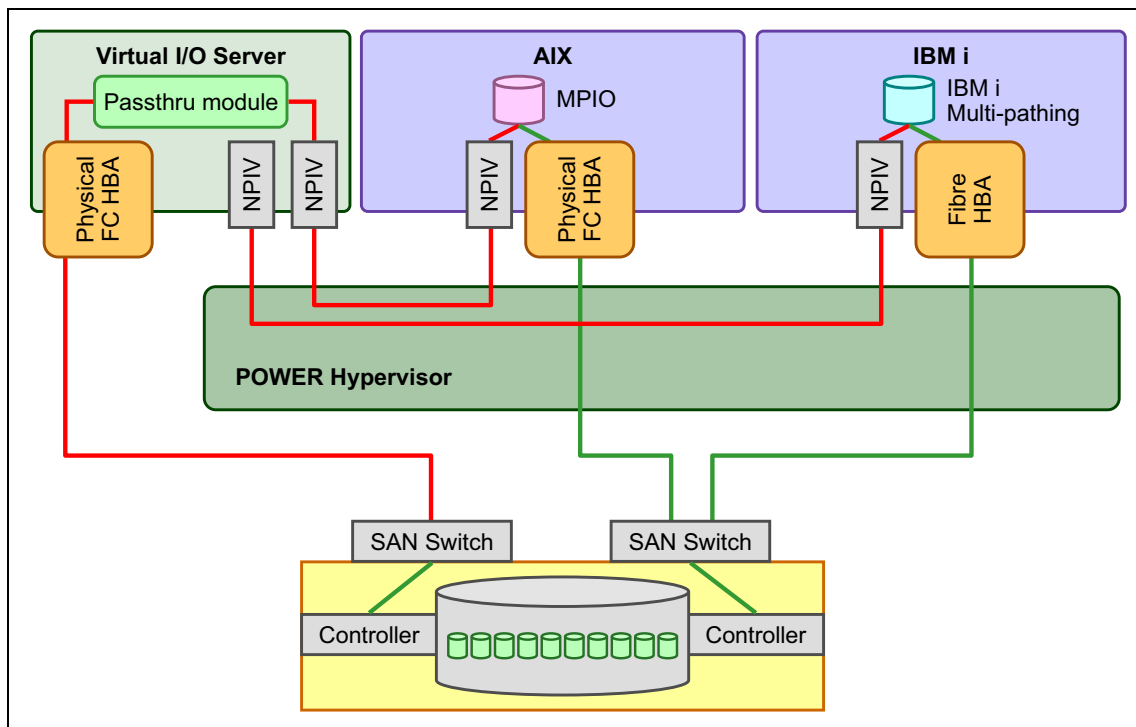 Virtual I/O Server
AIX
IBM i
Passthru module
MPIO
IBM i
Multi-pathing
Physical
FC HBA
NPIV
NPIV
NPIV
Physical
FC HBA
NPIV
Fibre
HBA
POWER Hypervisor
SAN Switch
SAN Switch
Controller
Controller